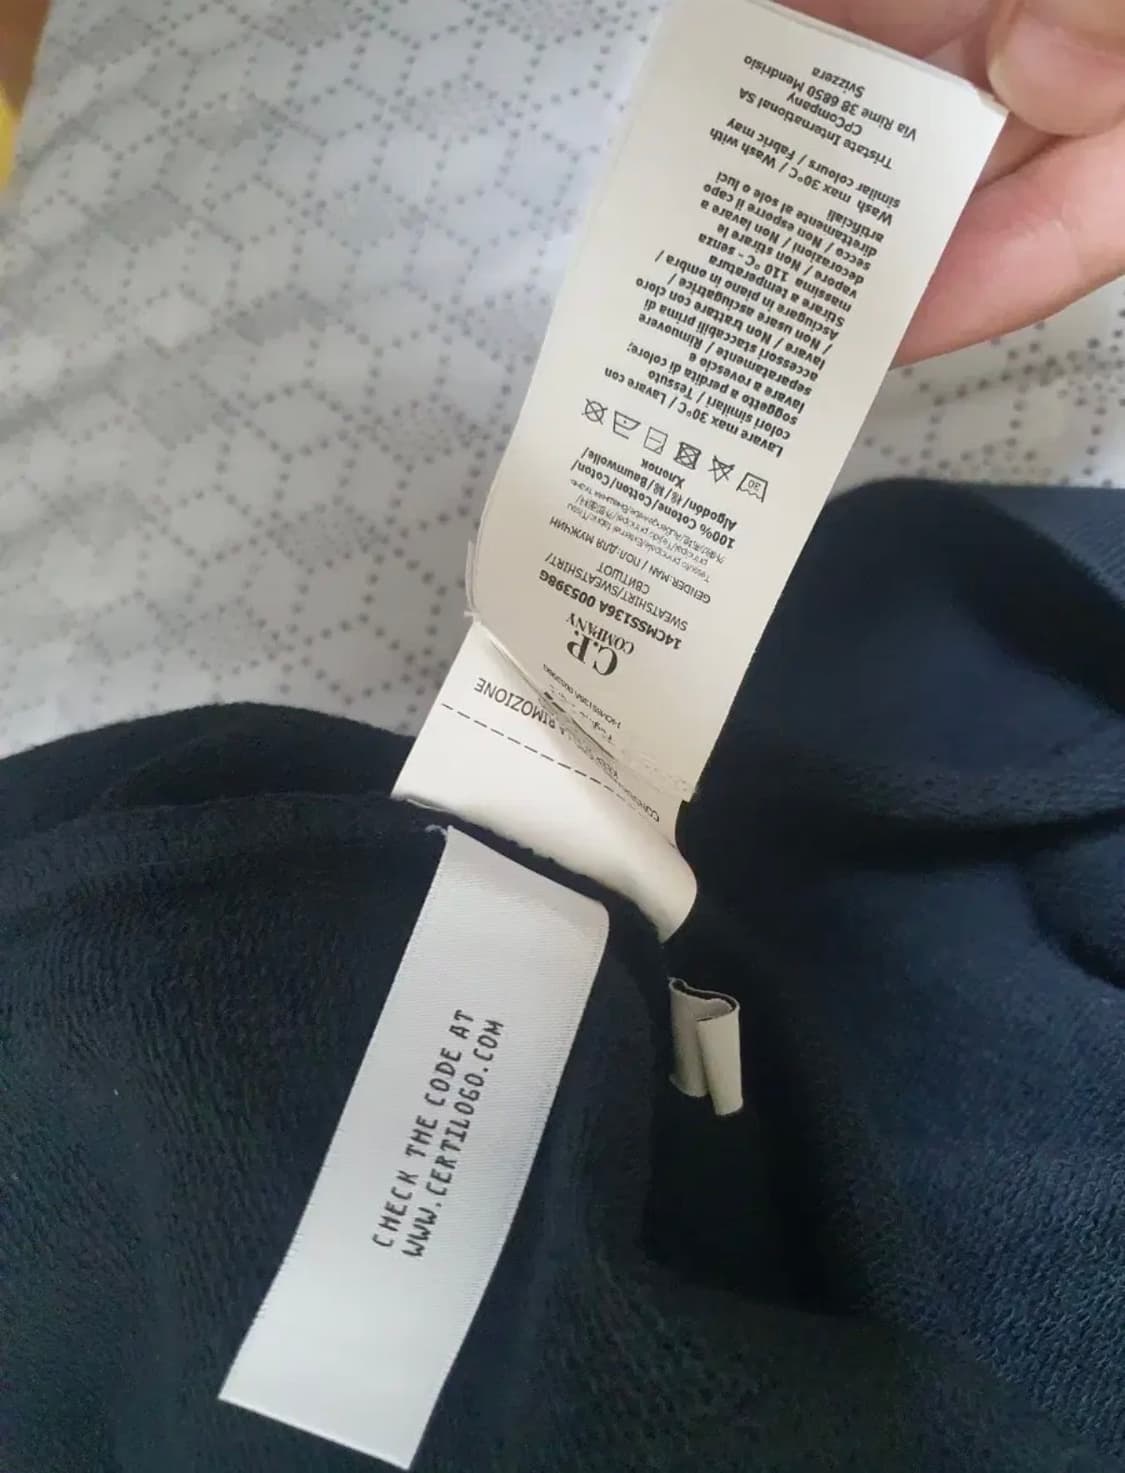 C.P.
COMPANY
14CMSS136A 005398G
SWEATSHIRT/SWEATSHIRT/
СВИТШОТ
GENDER:MAN / ПОЛ:ДЛЯ МУЖЧИН
100% Cotone/Cotton/Coton/
Algodón/棉/綿/Baumwolle/
Хлопок
30
Lavare max 30°C / Lavare con
colori similari / Tessuto
soggetto a perdita di colore;
lavare a rovescio e
separatamente / Rimuovere
accessori staccabili prima di
lavare / Non trattare con cloro
/ Non usare asciugatrice /
Asciugare in piano in ombra /
Stirare a temperatura
massima 110 °C - senza
vapore / Non stirare le
decorazioni / Non lavare a
secco / Non esporre il capo
direttamente al sole o luci
artificiali
Wash max 30°C / Wash with
similar colours / Fabric may
Tristate International SA
CPCompany
Via Rime 38 6850 Mendrisio
Svizzera
RIMOZIONE
CHECK THE CODE AT
WWW.CERTILOGO.COM